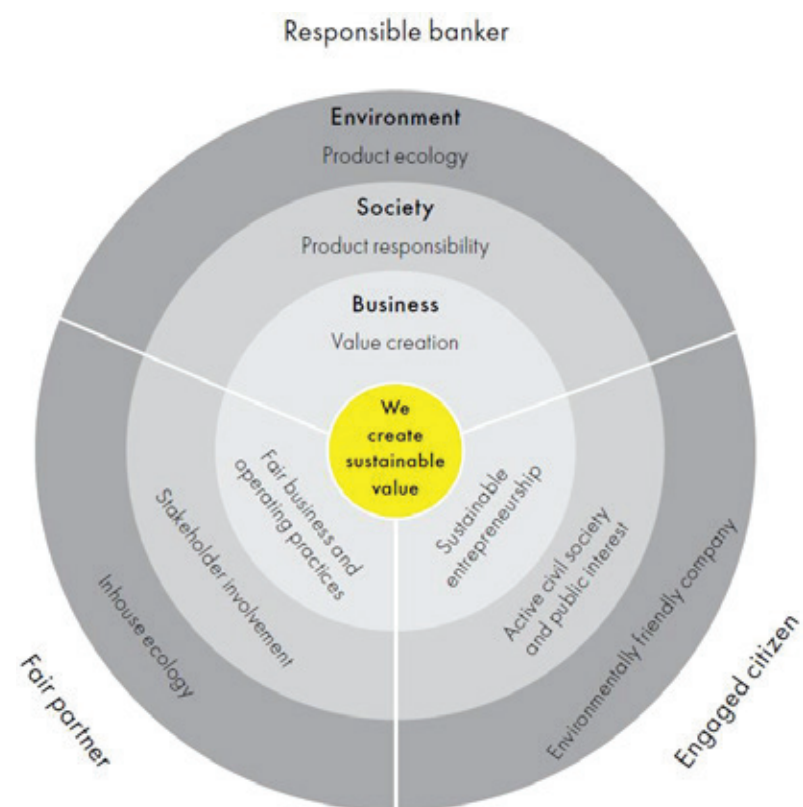 Responsible banker
Environment
Product ecology
Society
Product responsibility
Business
Value creation
We
create
sustainable
value
Fair business and
operating practices
Stakeholder involvement
Inhouse ecology
Fair partner
Sustainable
entrepreneurship
Active civil society
and public interest
Environmentally friendly company
Engaged citizen